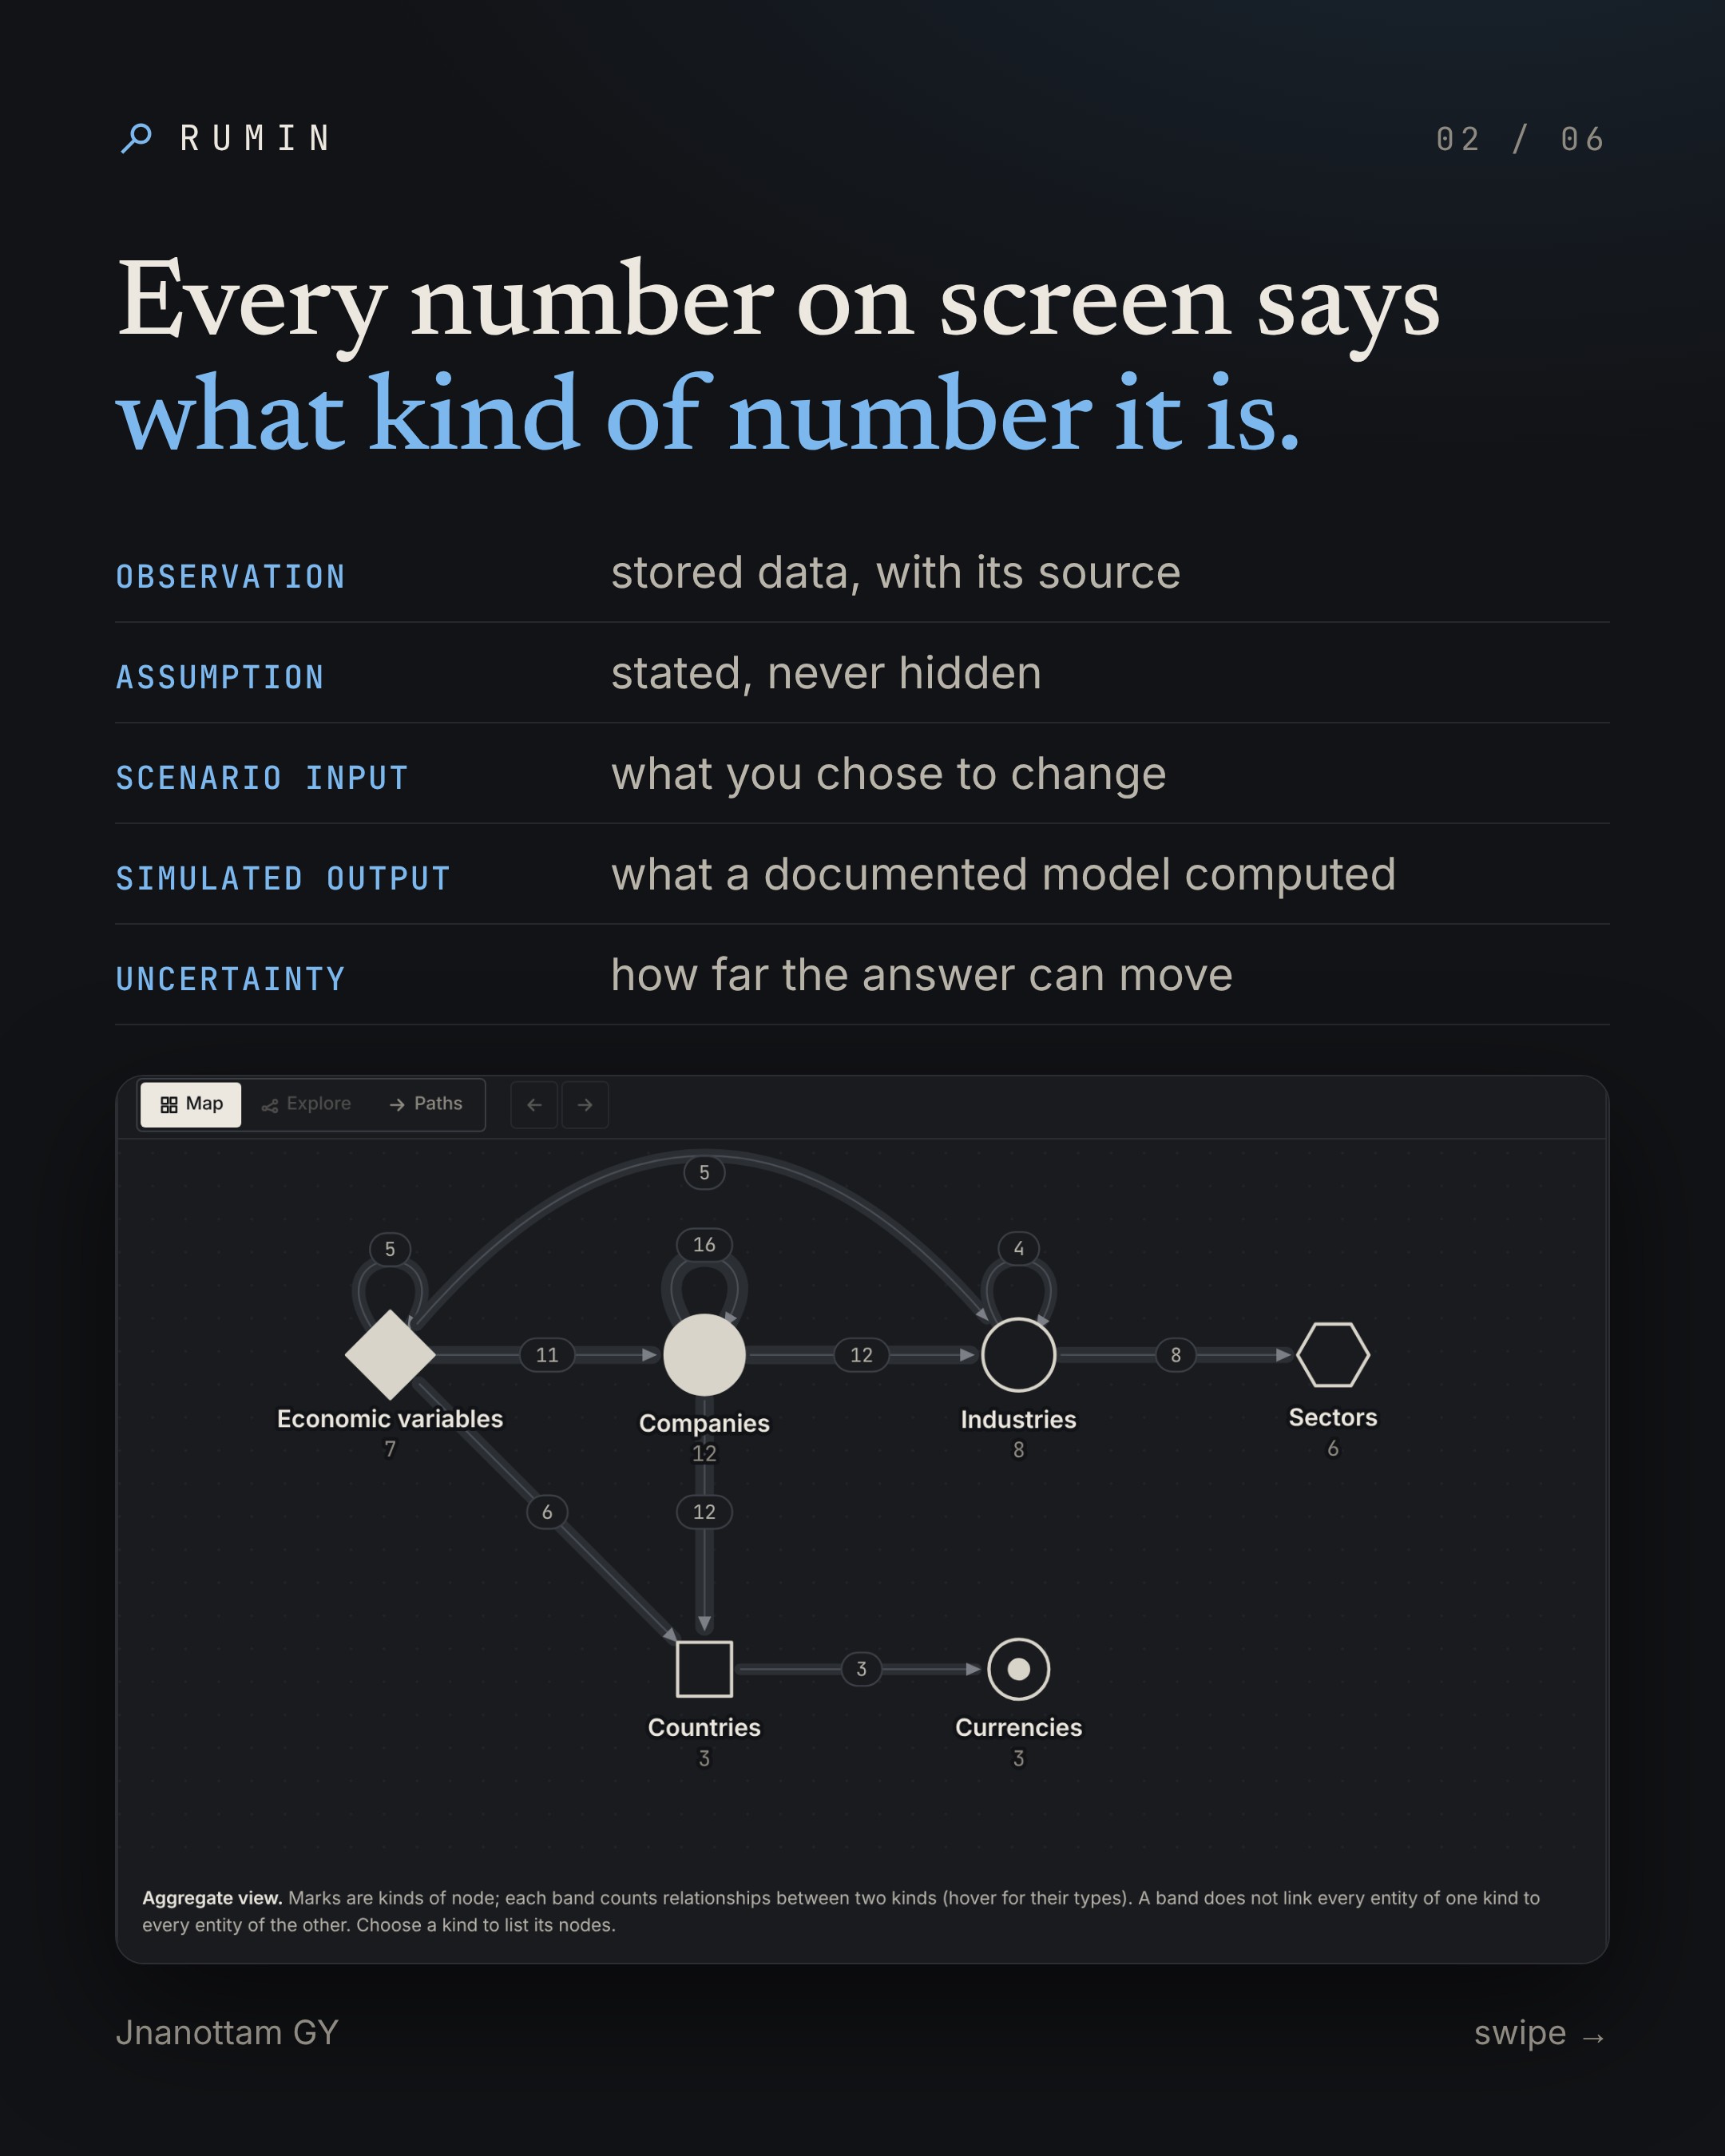 RUMIN
02 / 06
Every number on screen says
what kind of number it is.
OBSERVATION stored data, with its source
ASSUMPTION stated, never hidden
SCENARIO INPUT what you chose to change
SIMULATED OUTPUT what a documented model computed
UNCERTAINTY how far the answer can move
Map Explore → Paths ← →
5
5 16 4
11 12 8
Economic variables Companies Industries Sectors
7 12 8 6
6 12
3
Countries Currencies
3 3
Aggregate view. Marks are kinds of node; each band counts relationships between two kinds (hover for their types). A band does not link every entity of one kind to
every entity of the other. Choose a kind to list its nodes.
Jnanottam GY
swipe →